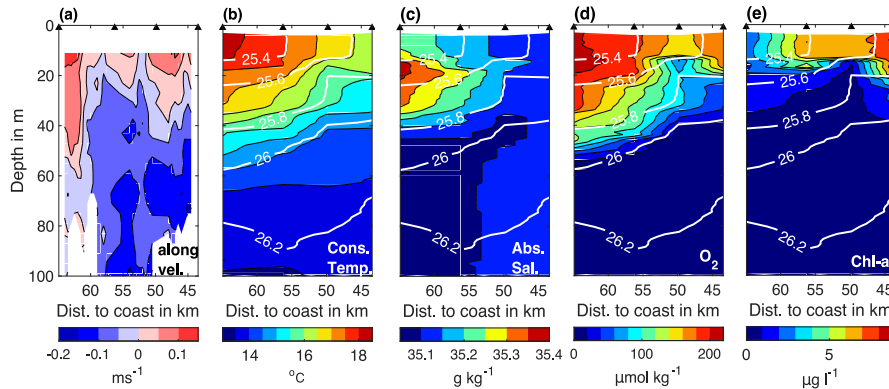 (a) (b) (c) (d) (e)
0
20
40
60
80
100
Depth in m
along
vel.
25.4
25.6
25.8
26
26.2
Cons.
Temp.
25.4
25.6
25.8
26
26.2
Abs.
Sal.
25.4
25.6
25.8
26
26.2
O2
25.4
25.6
25.8
26
26.2
Chl-a
60 55 50 45
60 55 50 45
60 55 50 45
60 55 50 45
60 55 50 45
Dist. to coast in km
Dist. to coast in km
Dist. to coast in km
Dist. to coast in km
Dist. to coast in km
-0.2 -0.1 0 0.1
ms-1
14 16 18
°C
35.1 35.2 35.3 35.4
g kg-1
0 100 200
μmol kg-1
0 5
μg l-1